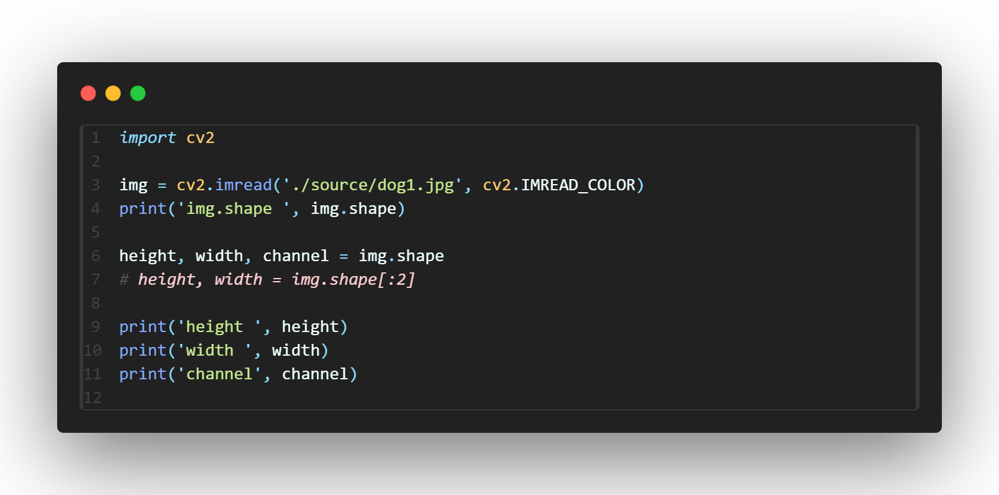 1 import cv2
2
3 img = cv2.imread('./source/dog1.jpg', cv2.IMREAD_COLOR)
4 print('img.shape ', img.shape)
5
6 height, width, channel = img.shape
7 # height, width = img.shape[:2]
8
9 print('height ', height)
10 print('width ', width)
11 print('channel', channel)
12